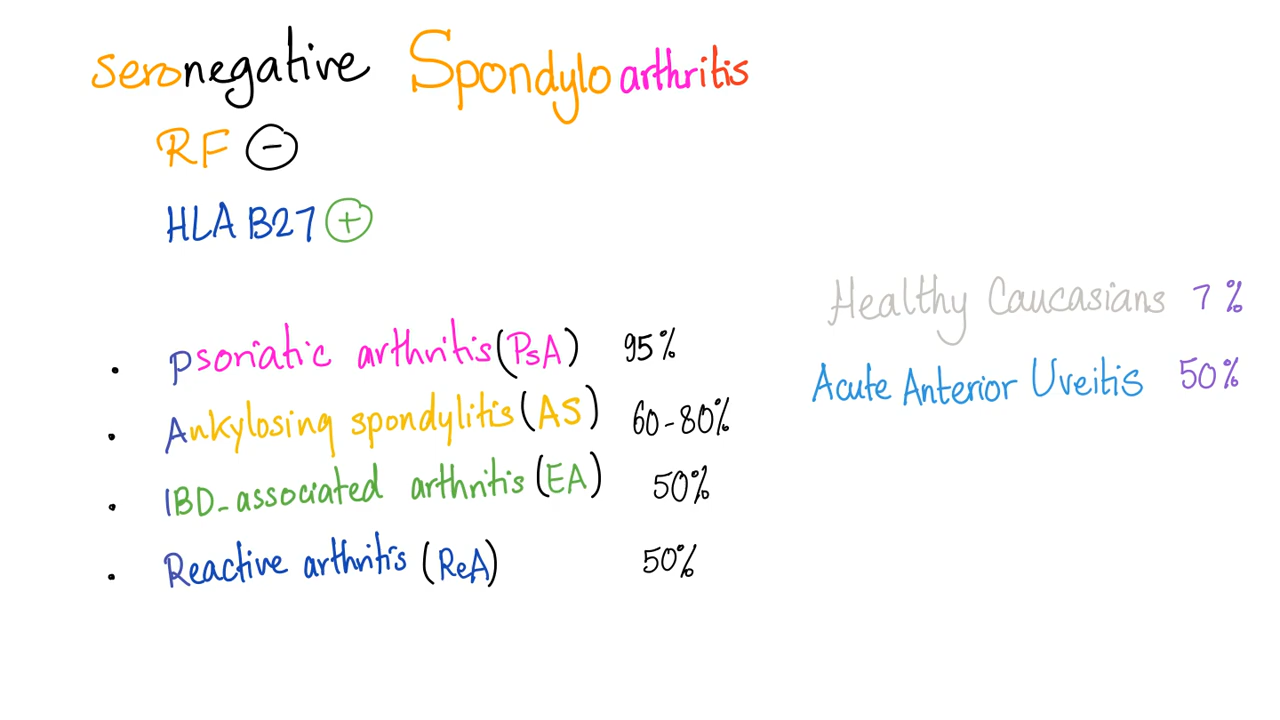 seronegative Spondyloarthritis
RF ⊖
HLA B27 ⊕
Healthy Caucasians 7%
Acute Anterior Uveitis 50%
• Psoriatic arthritis (PsA) 95%
• Ankylosing spondylitis (AS) 60-80%
• IBD-associated arthritis (EA) 50%
• Reactive arthritis (ReA) 50%